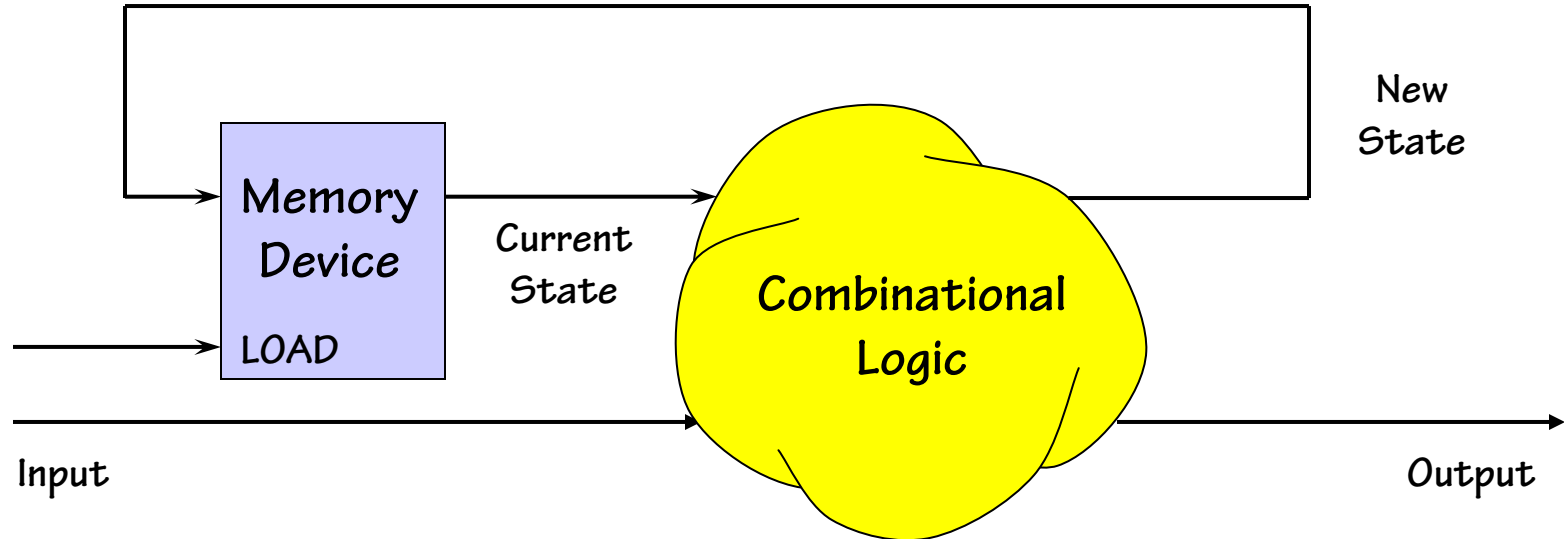 New
State
Memory
Device
LOAD
Current
State
Combinational
Logic
Input
Output